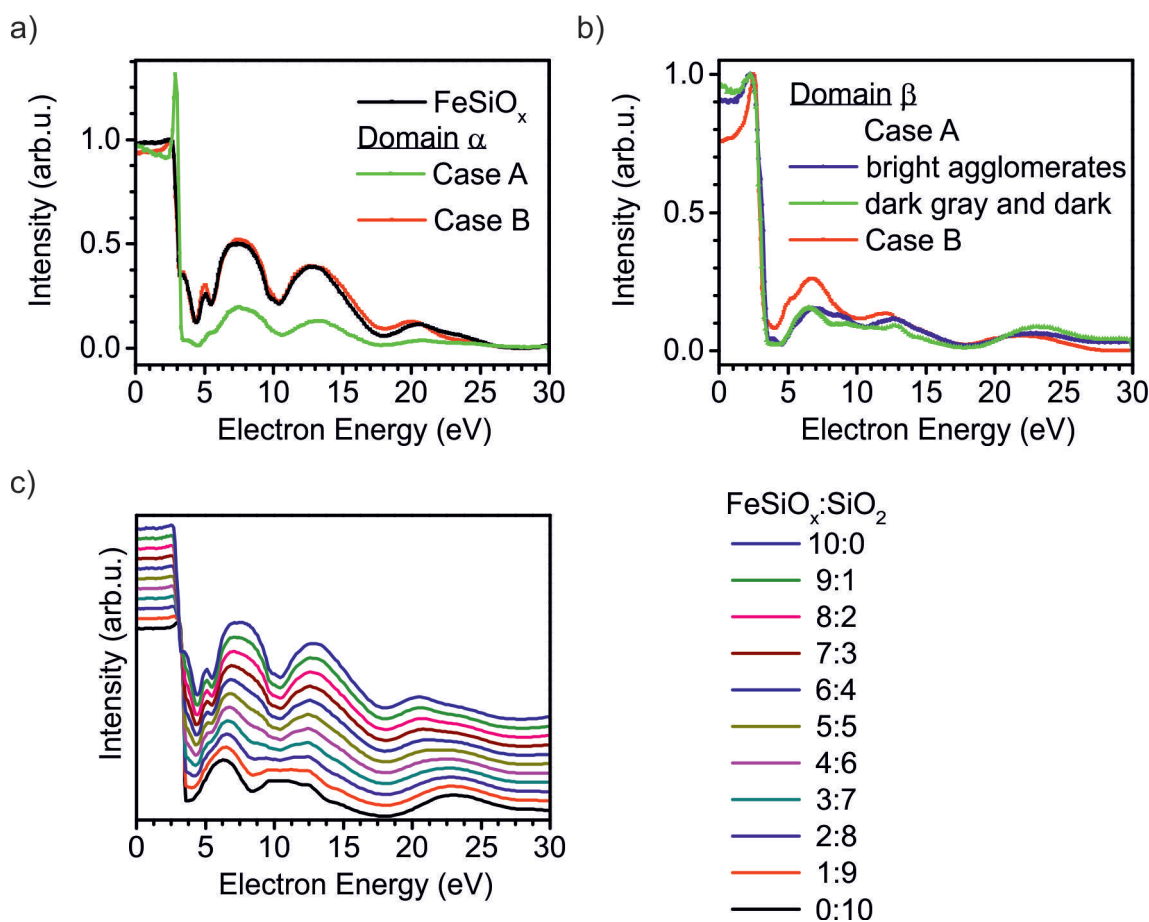 a)
Intensity (arb.u.)
1.0
0.5
0.0
FeSiOx
Domain α
Case A
Case B
0 5 10 15 20 25 30
Electron Energy (eV)
b)
Intensity (arb.u.)
1.0
0.5
0.0
Domain β
Case A
bright agglomerates
dark gray and dark
Case B
0 5 10 15 20 25 30
Electron Energy (eV)
c)
Intensity (arb.u.)
0 5 10 15 20 25 30
Electron Energy (eV)
FeSiOx:SiO2
10:0
9:1
8:2
7:3
6:4
5:5
4:6
3:7
2:8
1:9
0:10